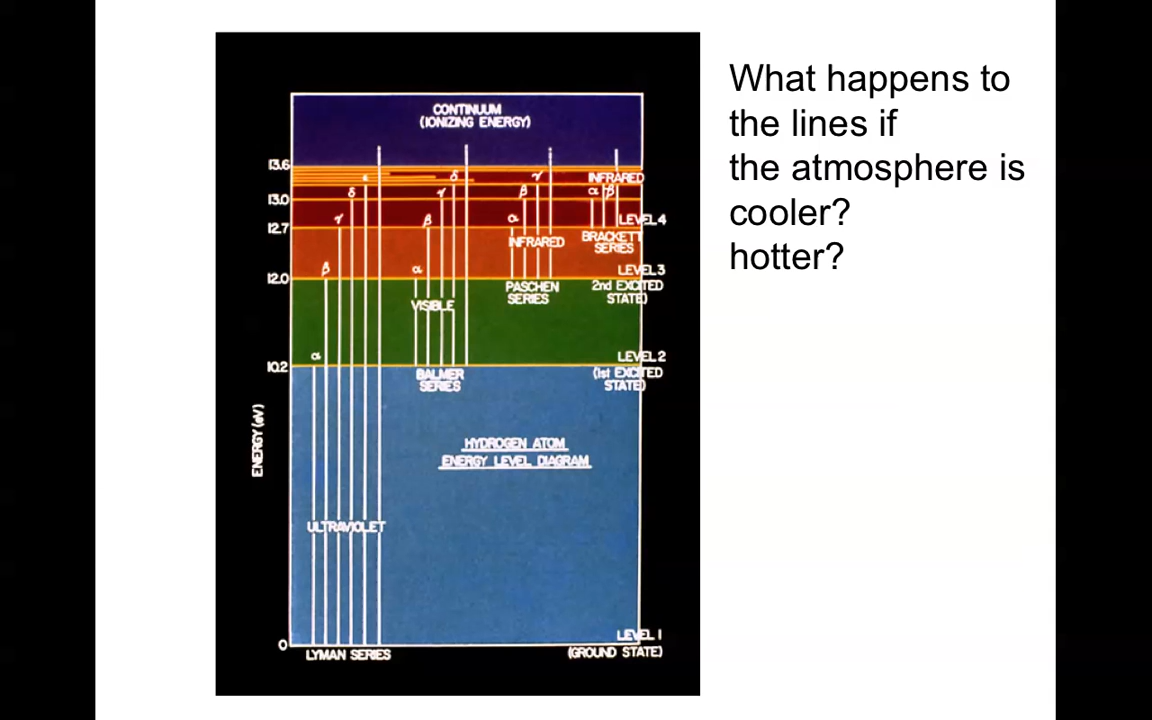 What happens to
the lines if
the atmosphere is
cooler?
hotter?
CONTINUUM
(IONIZING ENERGY)
13.6
13.0
12.7
12.0
10.2
0
ENERGY (eV)
α
β
γ
δ
ε
ULTRAVIOLET
LYMAN SERIES
α
β
γ
δ
VISIBLE
BALMER
SERIES
α
β
γ
INFRARED
PASCHEN
SERIES
INFRARED
α β
BRACKETT
SERIES
LEVEL 4
LEVEL 3
2nd EXCITED
STATE)
LEVEL 2
(1st EXCITED
STATE)
HYDROGEN ATOM
ENERGY LEVEL DIAGRAM
LEVEL 1
(GROUND STATE)